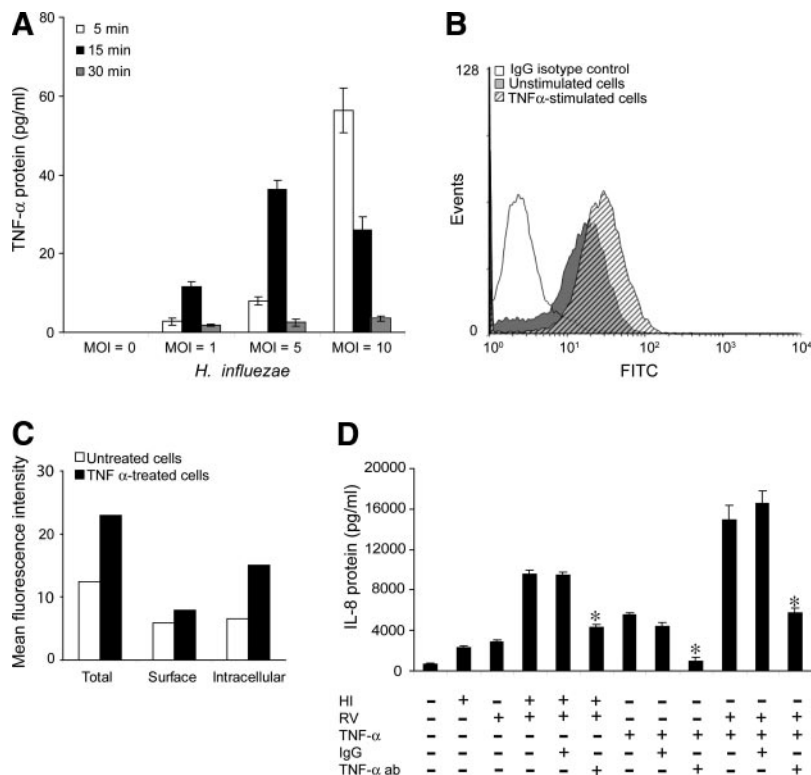 A
80
60
40
20
0
TNF-α protein (pg/ml)
5 min
15 min
30 min
MOI = 0 MOI = 1 MOI = 5 MOI = 10
H. influezae
B
128
Events
0
IgG isotype control
Unstimulated cells
TNFα-stimulated cells
10⁰ 10¹ 10² 10³ 10⁴
FITC
C
Untreated cells
TNF α-treated cells
Mean fluorescence intensity
30
20
10
0
Total Surface Intracellular
D
IL-8 protein (pg/ml)
20000
16000
12000
8000
4000
0
* * *
HI - + - + + + - - - - - -
RV - - + + + + - - - + + +
TNF-α - - - - - - + + + + + +
IgG - - - - + - - + - - + -
TNF-α ab - - - - - + - - + - - +